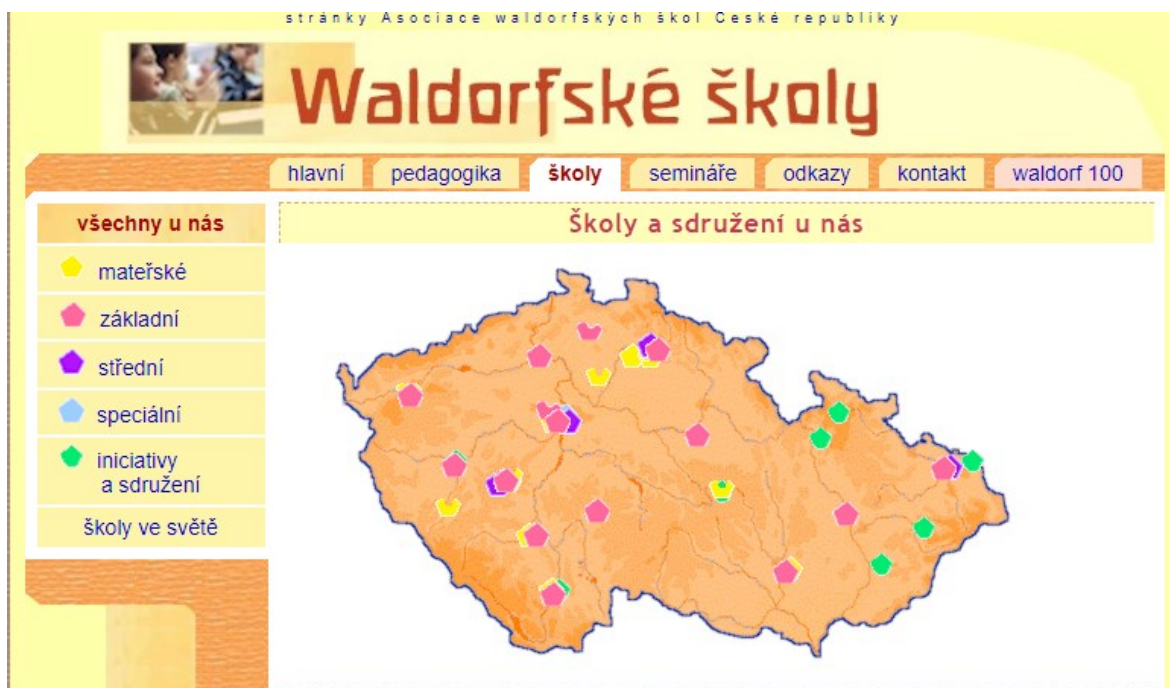 stránky Asociace waldorfských škol České republiky
Waldorfské školy
hlavní pedagogika školy semináře odkazy kontakt waldorf 100
všechny u nás
Školy a sdružení u nás
mateřské
základní
střední
speciální
iniciativy
a sdružení
školy ve světě